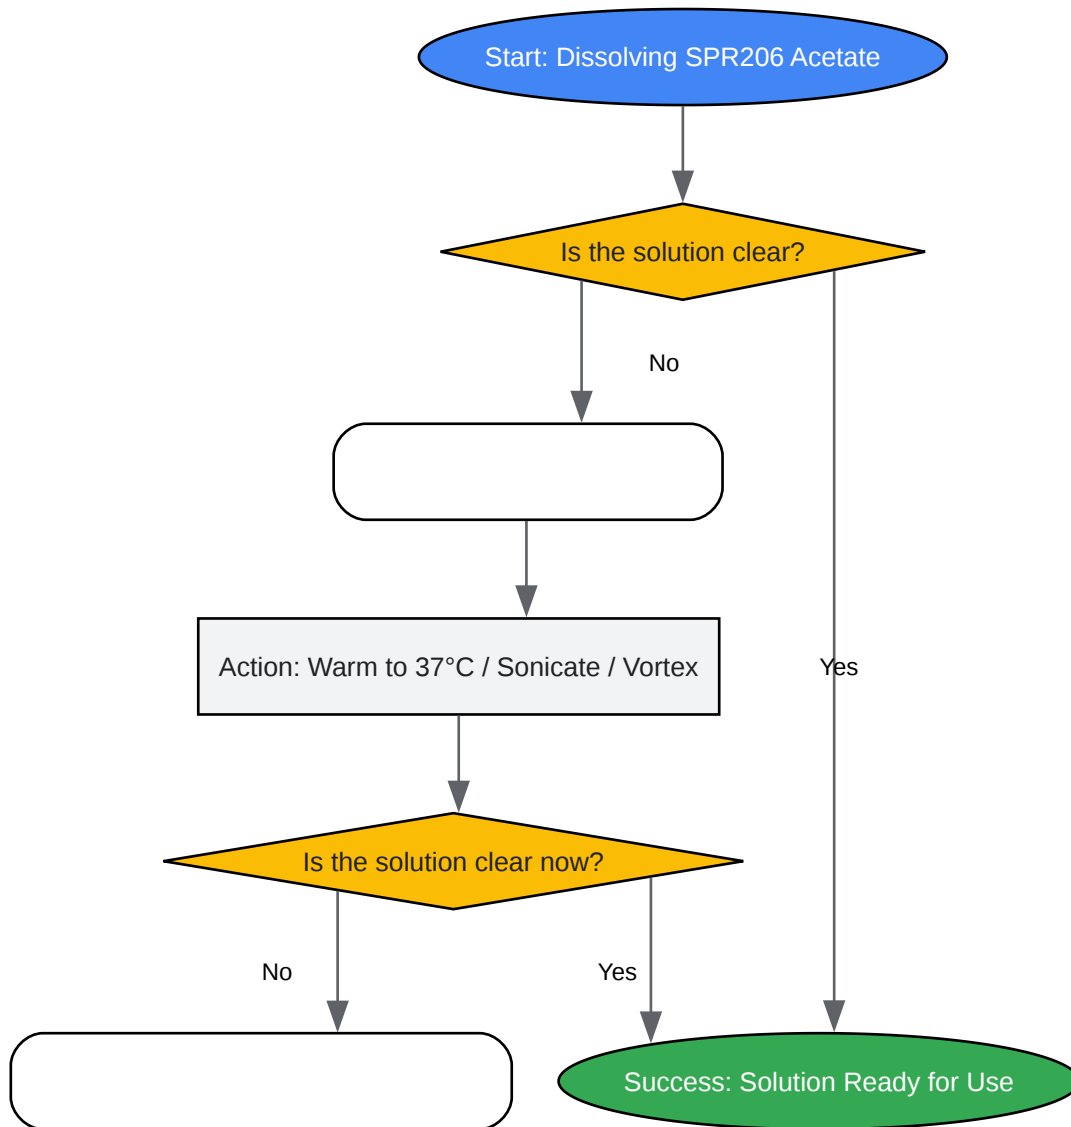 Start: Dissolving SPR206 Acetate
Is the solution clear?
No
Action: Warm to 37°C / Sonicate / Vortex
Yes
Is the solution clear now?
No
Yes
Success: Solution Ready for Use